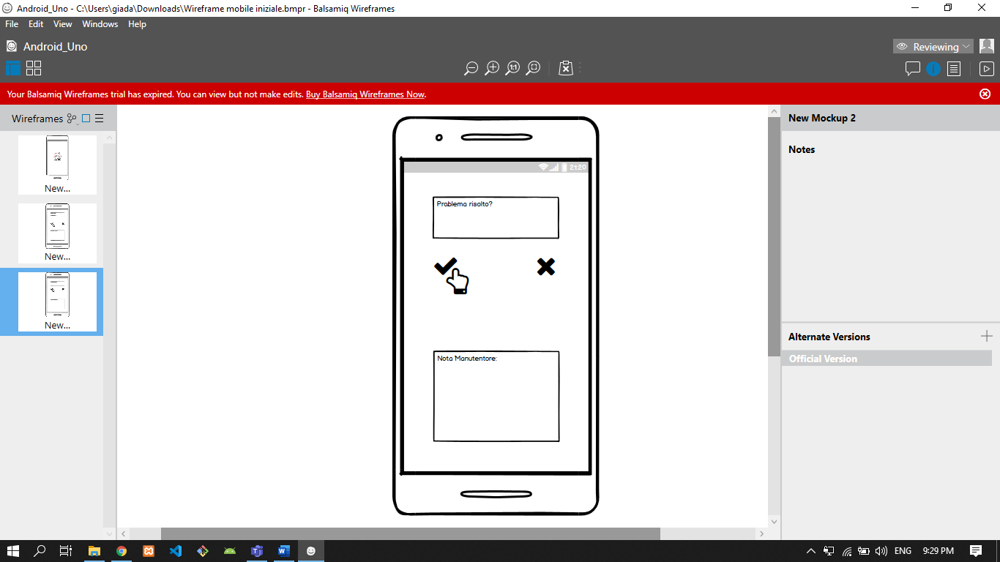 Android_Uno - C:\Users\giada\Downloads\Wireframe mobile iniziale.bmpr - Balsamiq Wireframes
File Edit View Windows Help
Android_Uno
Reviewing
1:1
Your Balsamiq Wireframes trial has expired. You can view but not make edits. Buy Balsamiq Wireframes Now.
Wireframes
New...
New...
New...
21:20
Problema risolto?
Nota Manutentore:
New Mockup 2
Notes
Alternate Versions
Official Version
ENG 9:29 PM